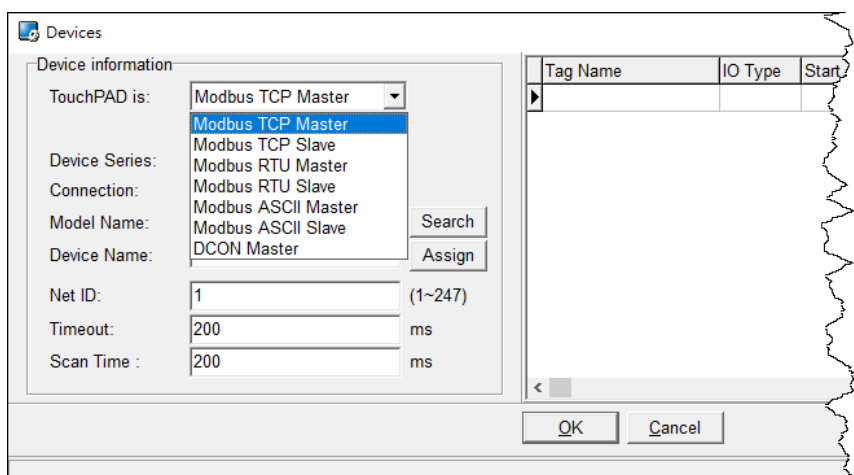 Devices
Device information
TouchPAD is: Modbus TCP Master
Modbus TCP Master
Modbus TCP Slave
Modbus RTU Master
Modbus RTU Slave
Modbus ASCII Master
Modbus ASCII Slave
DCON Master
Device Series:
Connection:
Model Name: Search
Device Name: Assign
Net ID: 1 (1~247)
Timeout: 200 ms
Scan Time : 200 ms
Tag Name IO Type Start
OK Cancel